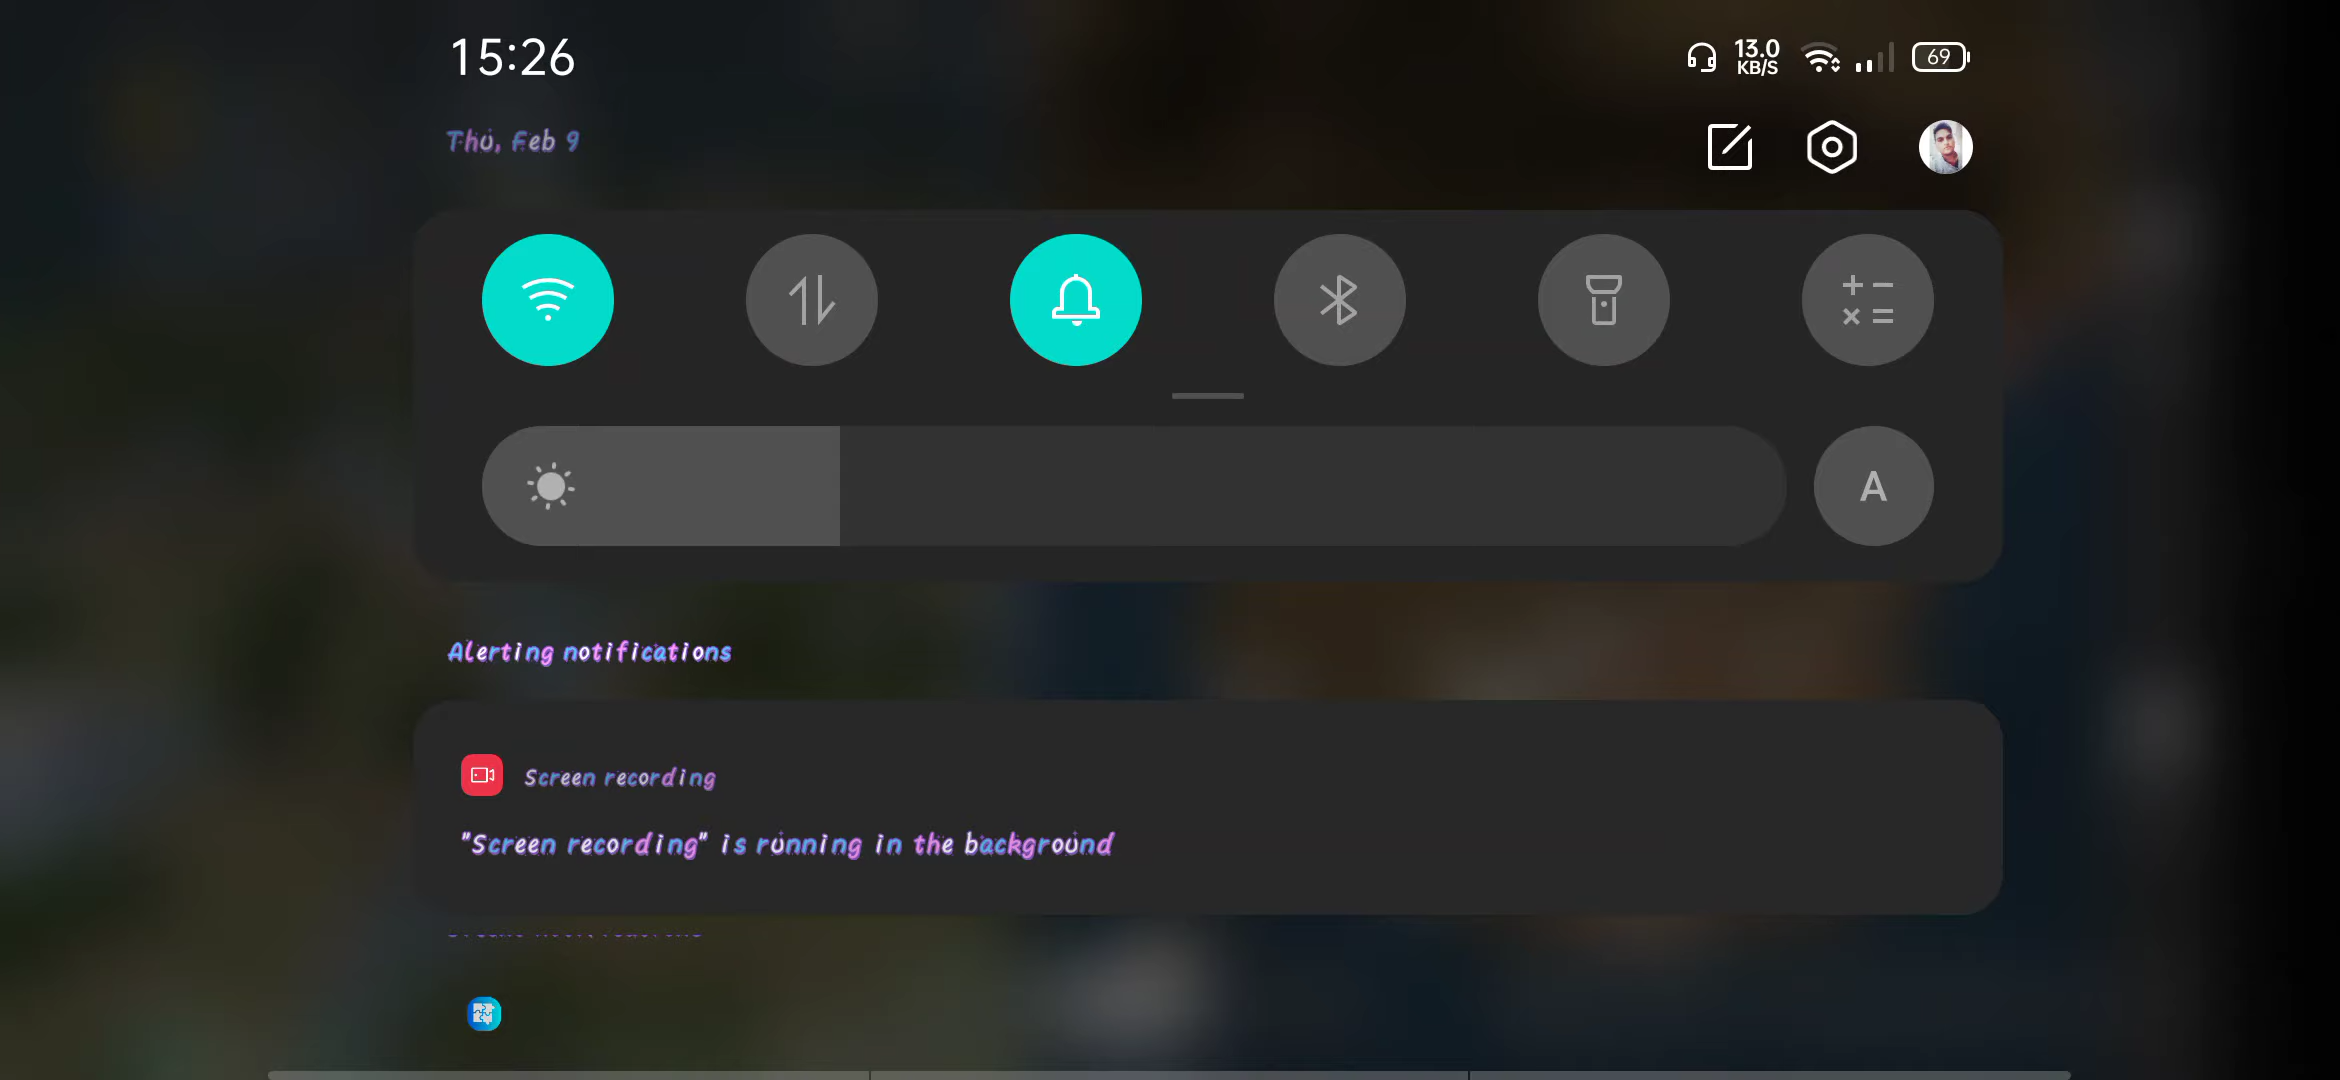 15:26
13.0
KB/S
69
Thu, Feb 9
A
Alerting notifications
Screen recording
"Screen recording" is running in the background